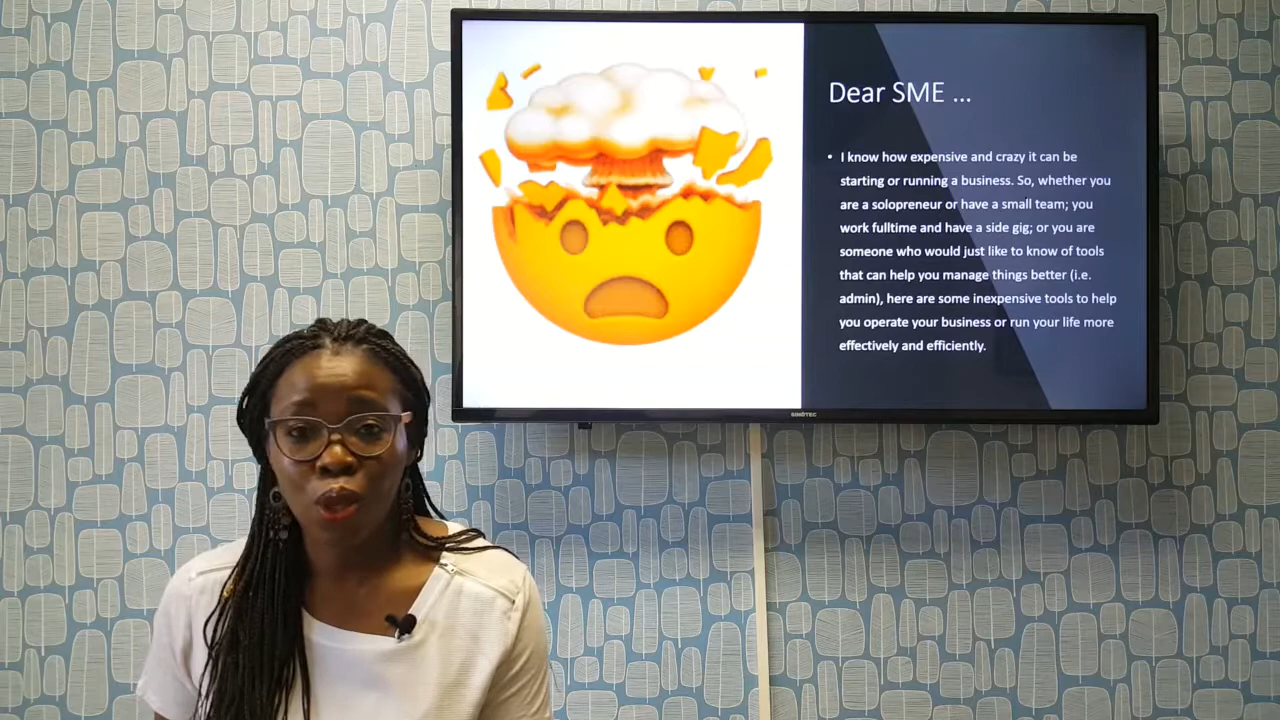 Dear SME ...
• I know how expensive and crazy it can be
starting or running a business. So, whether you
are a solopreneur or have a small team; you
work fulltime and have a side gig; or you are
someone who would just like to know of tools
that can help you manage things better (i.e.
admin), here are some inexpensive tools to help
you operate your business or run your life more
effectively and efficiently.
SINOTEC